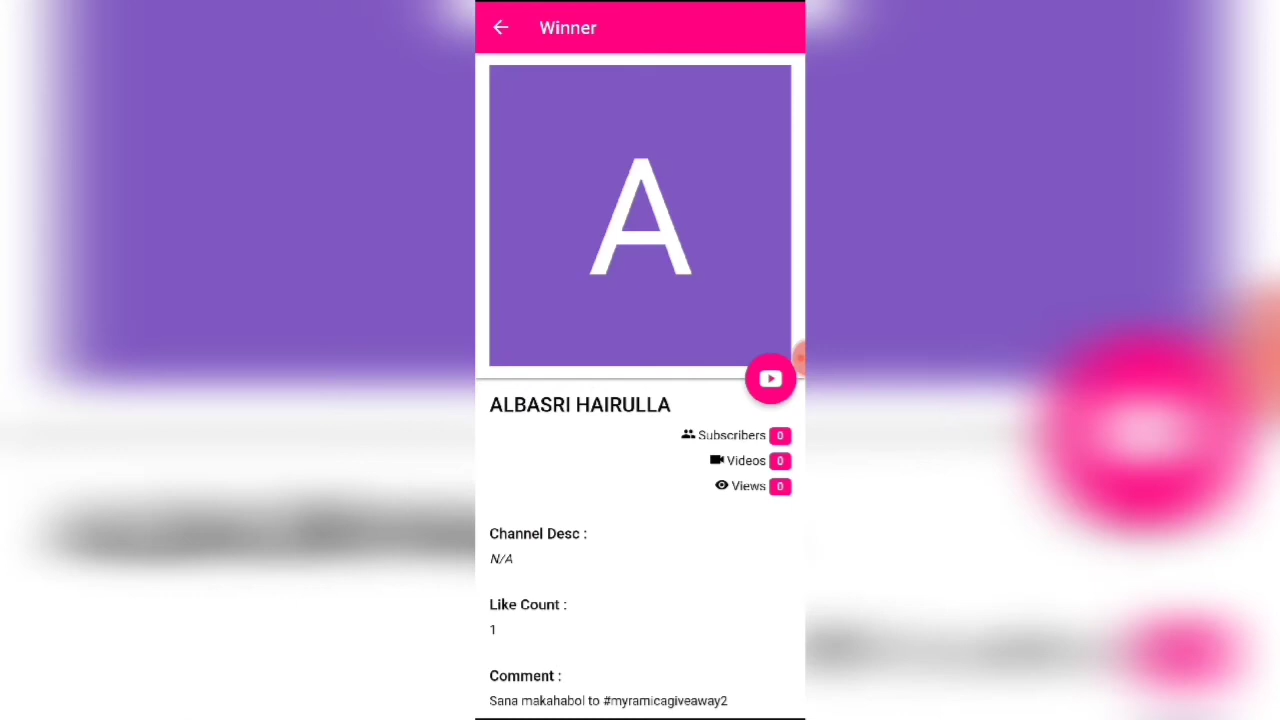 Winner
A
ALBASRI HAIRULLA
Subscribers 0
Videos 0
Views 0
Channel Desc :
N/A
Like Count :
1
Comment :
Sana makahabol to #myramicagiveaway2